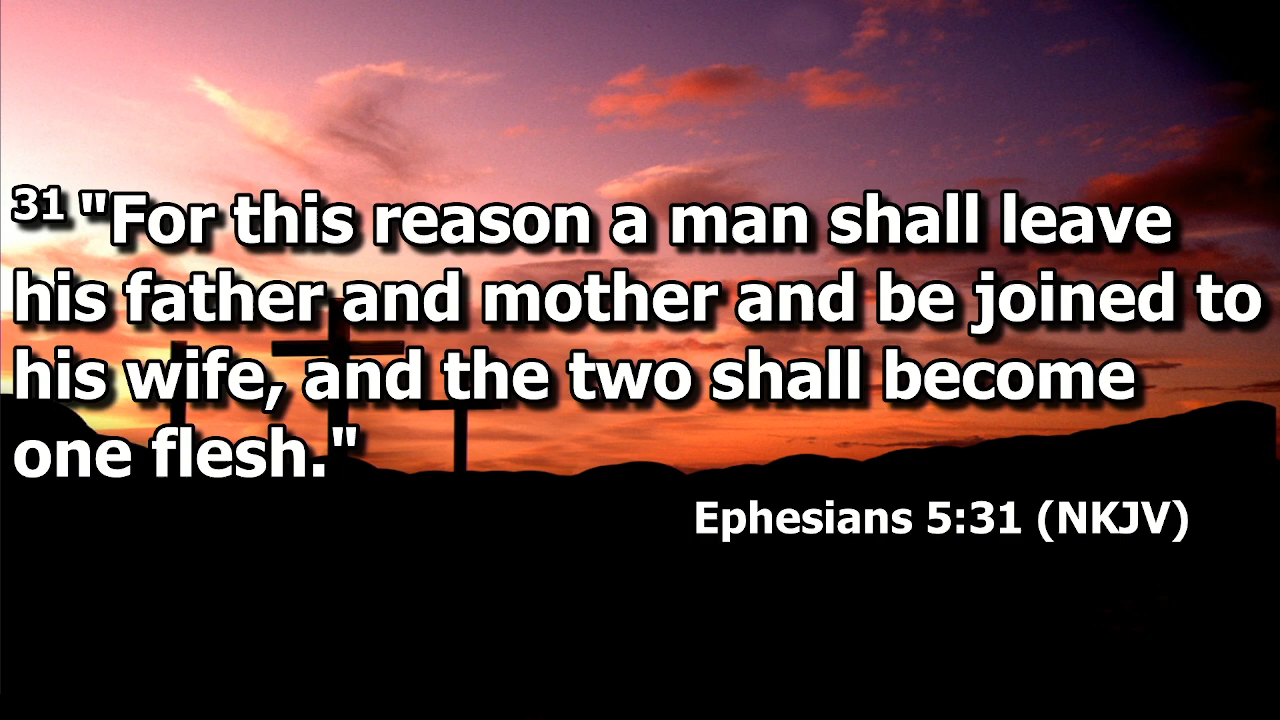 31 "For this reason a man shall leave
his father and mother and be joined to
his wife, and the two shall become
one flesh."
Ephesians 5:31 (NKJV)